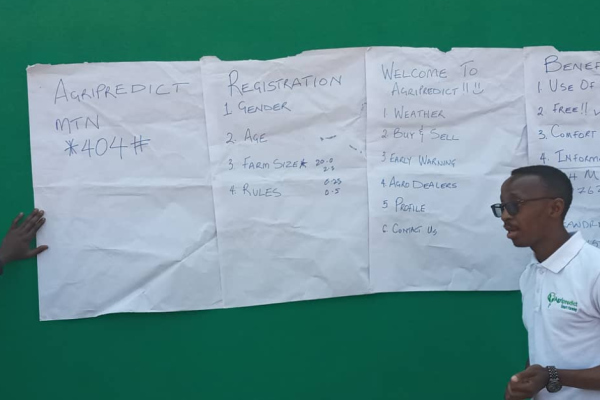 AGRIPREDICT
MTN
*404#
REGISTRATION
1 GENDER
2. AGE
3. FARM SIZE*
4. RULES
WELCOME TO
AGRIPREDICT!!
1 WEATHER
2 BUY & SELL
3 EARLY WARNING
4 AGRO DEALERS
5 PROFILE
6 CONTACT US
BENEF
1 USE OF
2 FREE!!
3. COMFORT
4. INFORM
Agripredict